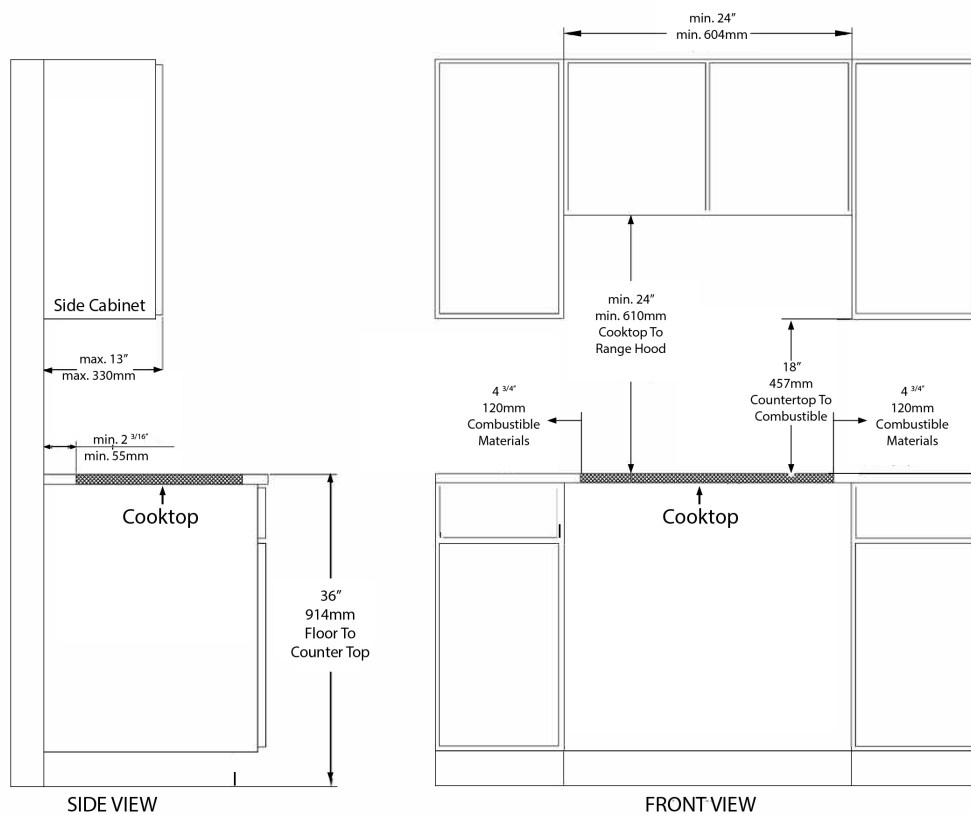 min. 24”
min. 604mm
Side Cabinet
max. 13”
max. 330mm
min. 2 3/16”
min. 55mm
Cooktop
36”
914mm
Floor To
Counter Top
SIDE VIEW
min. 24”
min. 610mm
Cooktop To
Range Hood
18”
457mm
Countertop To
Combustible
4 3/4”
120mm
Combustible
Materials
4 3/4”
120mm
Combustible
Materials
Cooktop
FRONT VIEW